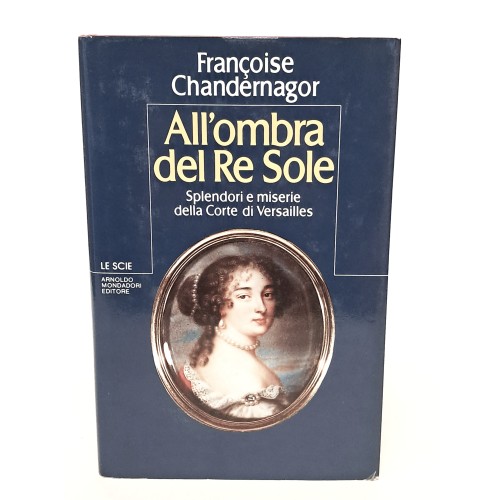 Françoise
Chandernagor
All'ombra
del Re Sole
Splendori e miserie
della Corte di Versailles
LE SCIE
ARNOLDO
MONDADORI
EDITORE